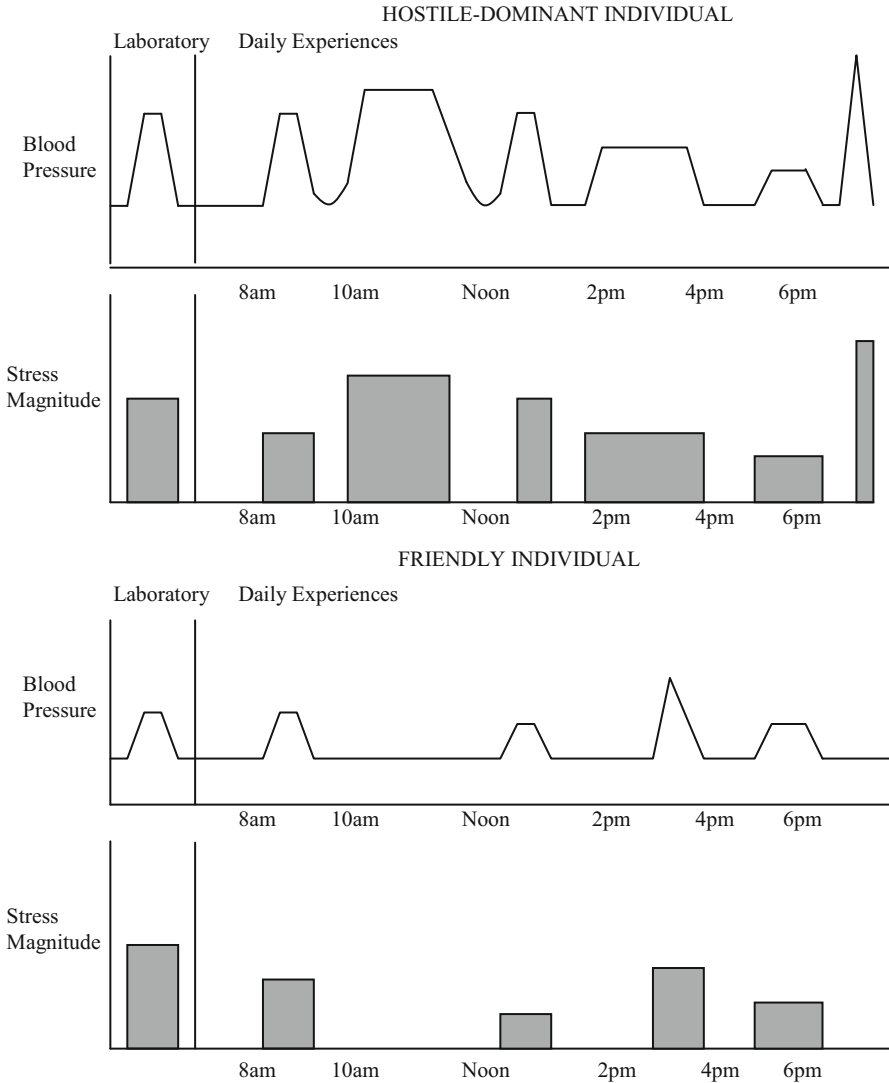 HOSTILE-DOMINANT INDIVIDUAL
Laboratory Daily Experiences
Blood
Pressure
8am 10am Noon 2pm 4pm 6pm
Stress
Magnitude
8am 10am Noon 2pm 4pm 6pm
FRIENDLY INDIVIDUAL
Laboratory Daily Experiences
Blood
Pressure
8am 10am Noon 2pm 4pm 6pm
Stress
Magnitude
8am 10am Noon 2pm 4pm 6pm